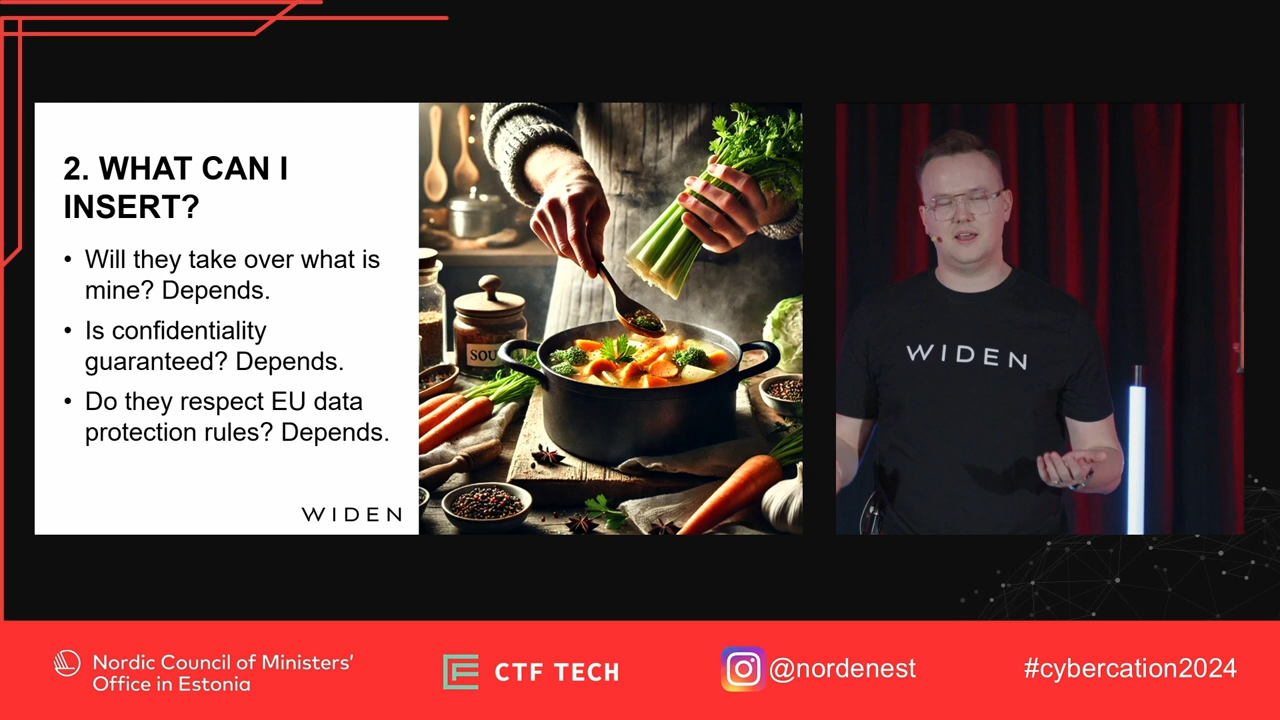 2. WHAT CAN I
INSERT?
• Will they take over what is
mine? Depends.
• Is confidentiality
guaranteed? Depends.
• Do they respect EU data
protection rules? Depends.
WIDEN
SOU
WIDEN
Nordic Council of Ministers'
Office in Estonia
CTF TECH
@nordenest
#cybercation2024